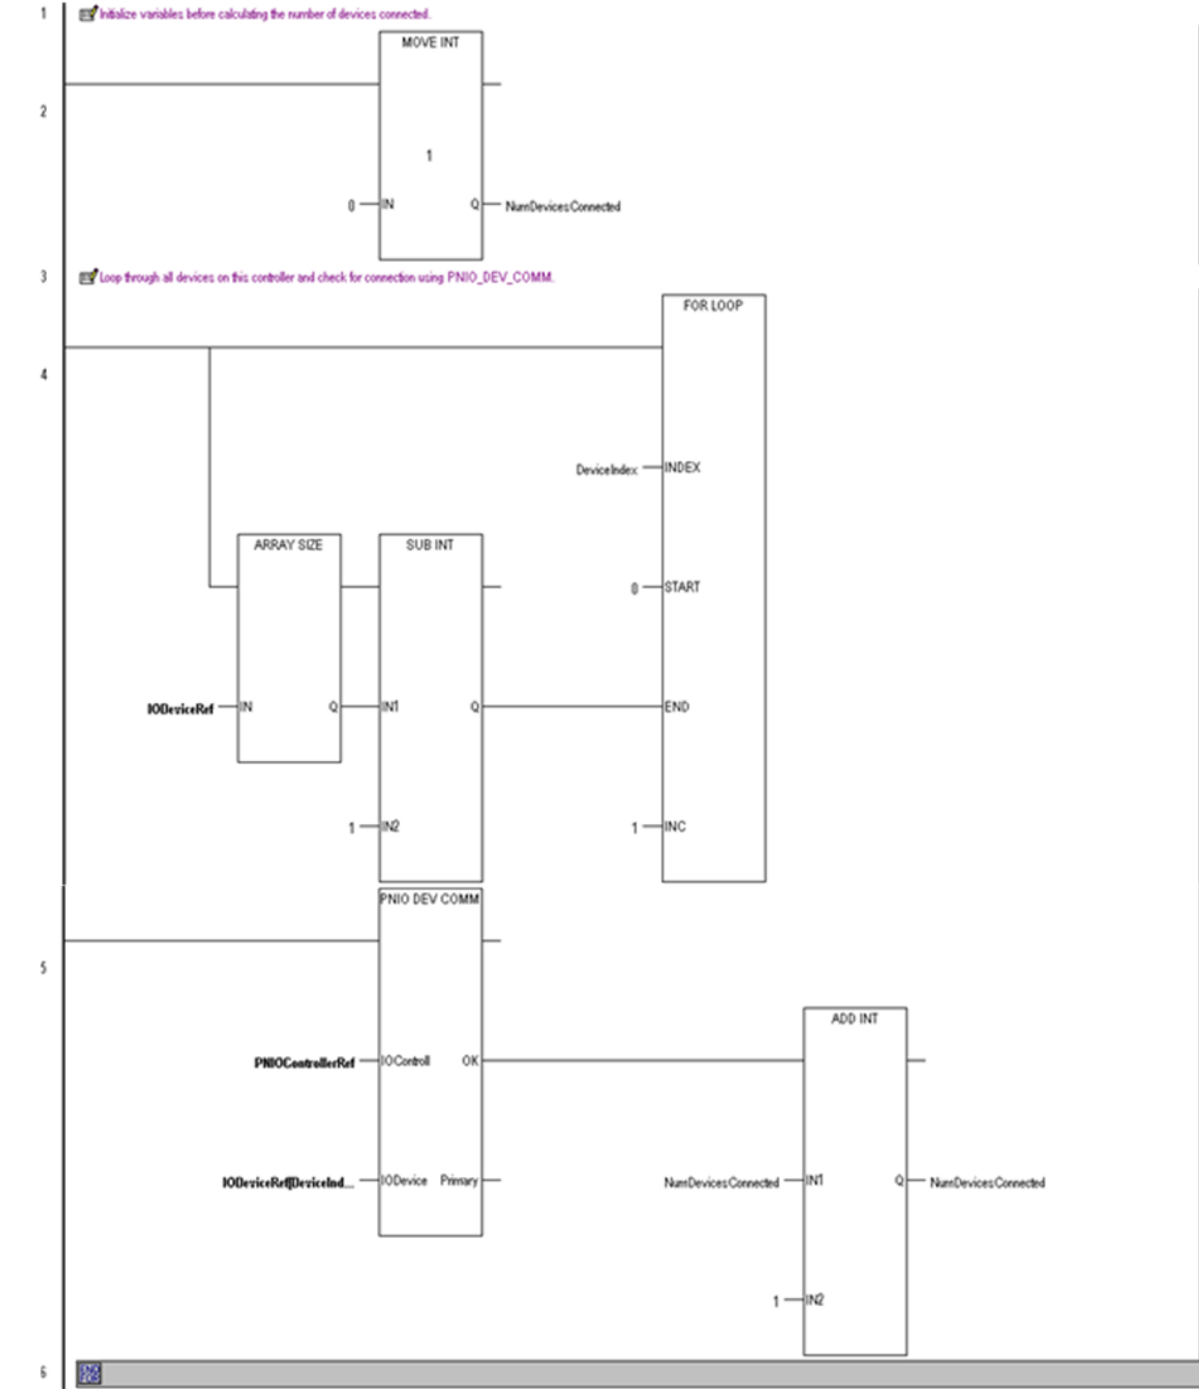 1 Initialize variables before calculating the number of devices connected.
MOVE INT
2
1
0 IN Q NumDevicesConnected
3 Loop through all devices on this controller and check for connection using PNIO_DEV_COMM.
FOR LOOP
4
DeviceIndex INDEX
ARRAY SIZE SUB INT
0 START
IODeviceRef IN Q IN1 Q END
1 IN2 1 INC
PNIO DEV COMM
5
ADD INT
PNIOControllerRef IOControll OK
IODeviceRef[DeviceInd... IODevice Primary NumDevicesConnected IN1 Q NumDevicesConnected
1 IN2
6 END FOR